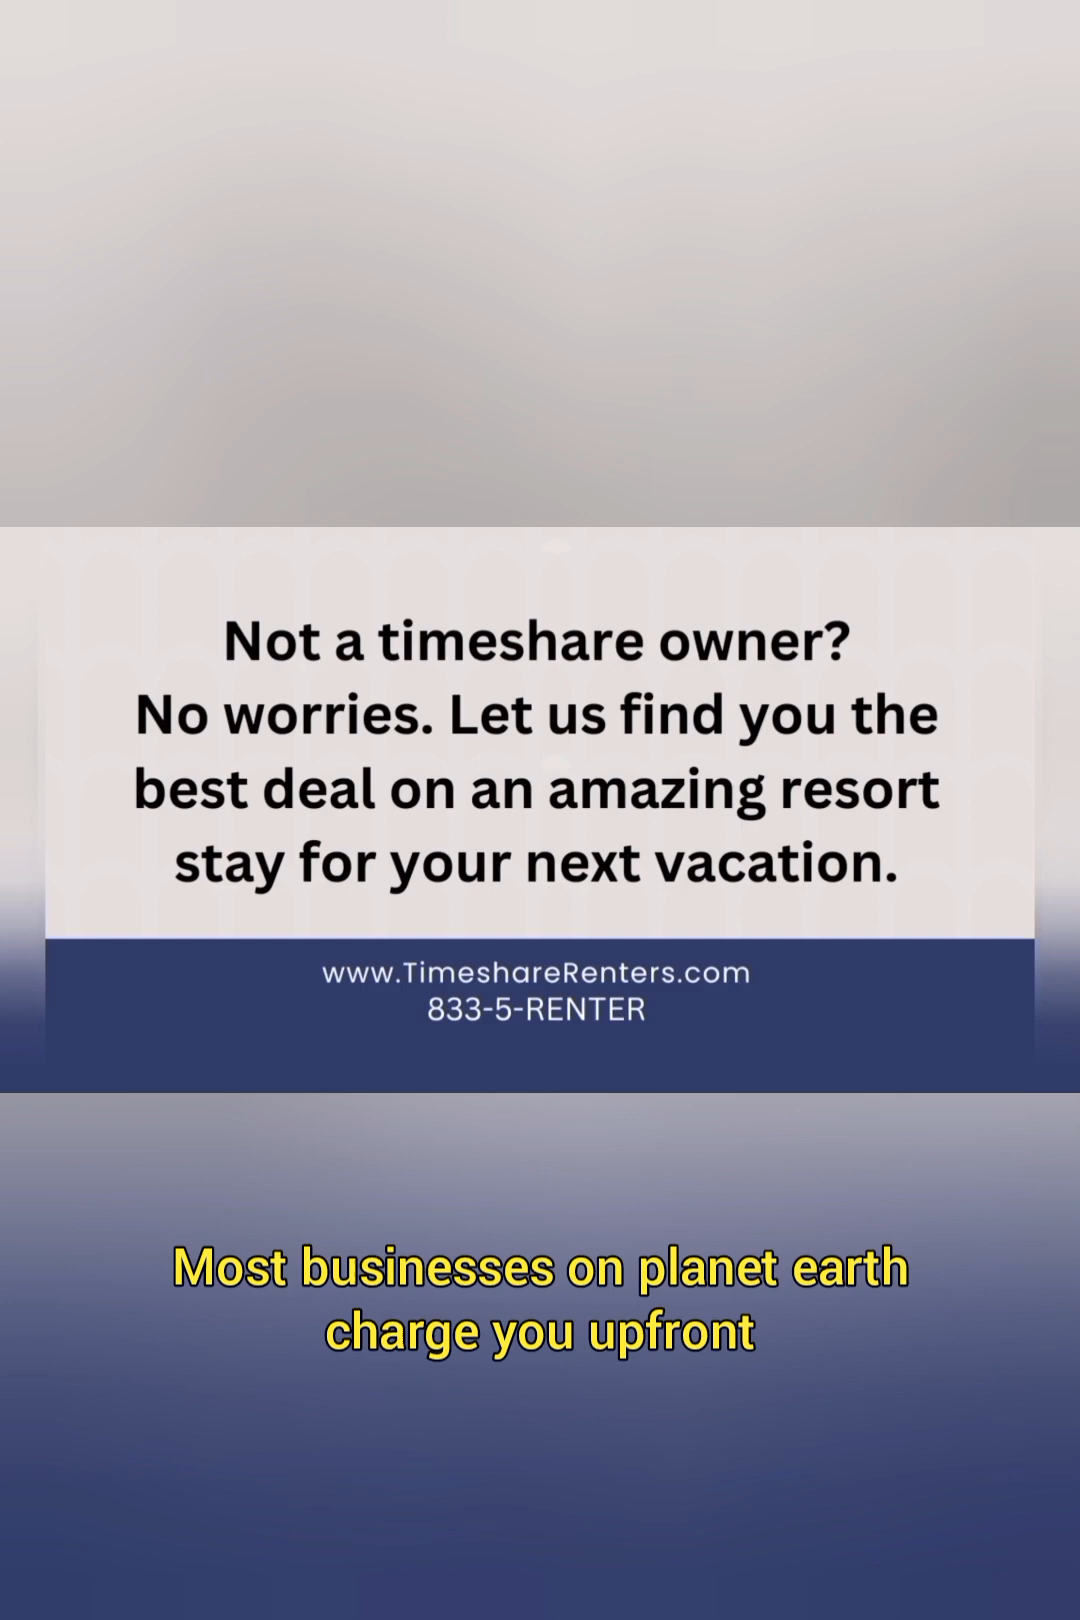 Not a timeshare owner?
No worries. Let us find you the
best deal on an amazing resort
stay for your next vacation.
www.TimeshareRenters.com
833-5-RENTER
Most businesses on planet earth
charge you upfront